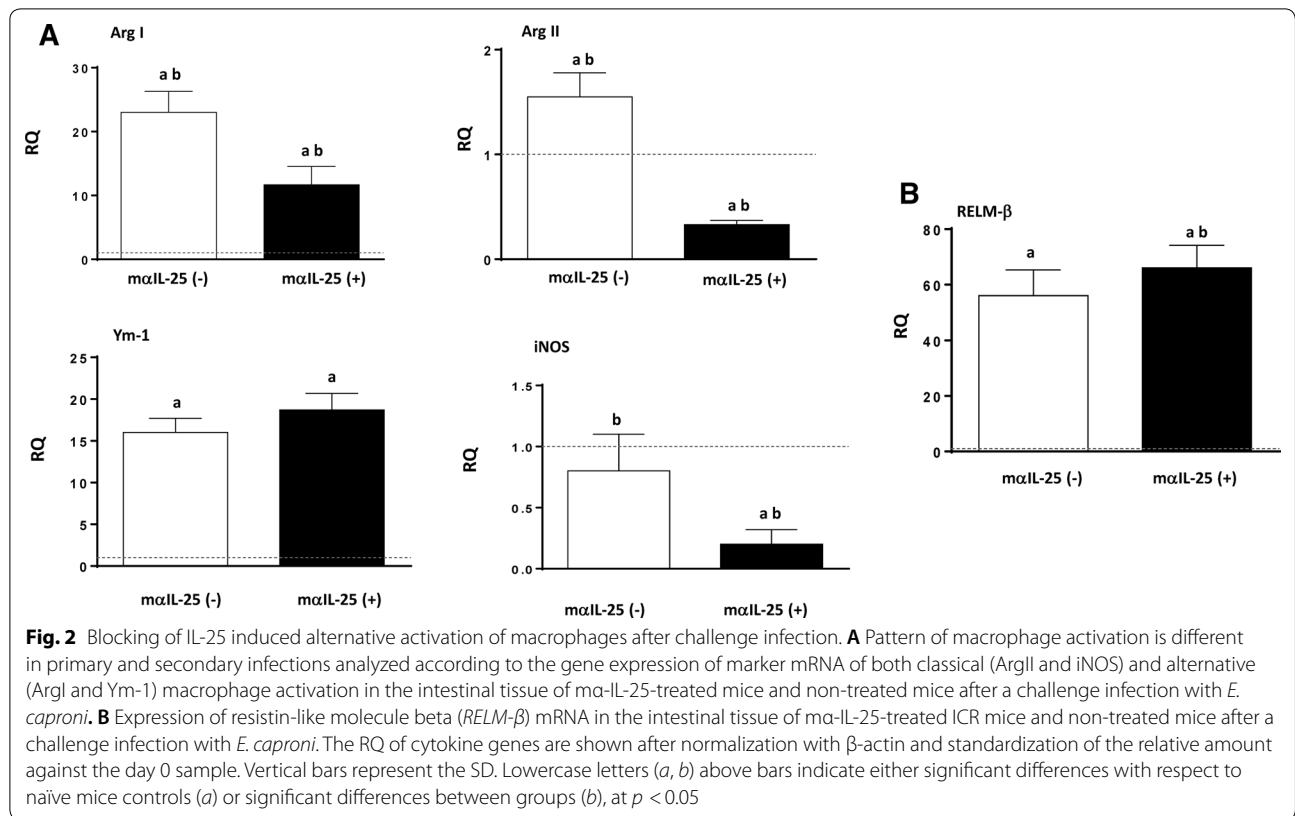 A
Arg I
30
20
10
0
RQ
a b
a b
mαIL-25 (-)
mαIL-25 (+)
Arg II
2
1
0
RQ
a b
a b
mαIL-25 (-)
mαIL-25 (+)
Ym-1
25
20
15
10
5
0
RQ
a
a
mαIL-25 (-)
mαIL-25 (+)
iNOS
1.5
1.0
0.5
0.0
RQ
b
a b
mαIL-25 (-)
mαIL-25 (+)
B
RELM-β
80
60
40
20
0
RQ
a
a b
mαIL-25 (-)
mαIL-25 (+)
Fig. 2 Blocking of IL-25 induced alternative activation of macrophages after challenge infection. A Pattern of macrophage activation is different
in primary and secondary infections analyzed according to the gene expression of marker mRNA of both classical (ArgII and iNOS) and alternative
(ArgI and Ym-1) macrophage activation in the intestinal tissue of mα-IL-25-treated mice and non-treated mice after a challenge infection with E.
caproni. B Expression of resistin-like molecule beta (RELM-β) mRNA in the intestinal tissue of mα-IL-25-treated ICR mice and non-treated mice after a
challenge infection with E. caproni. The RQ of cytokine genes are shown after normalization with β-actin and standardization of the relative amount
against the day 0 sample. Vertical bars represent the SD. Lowercase letters (a, b) above bars indicate either significant differences with respect to
naïve mice controls (a) or significant differences between groups (b), at p < 0.05